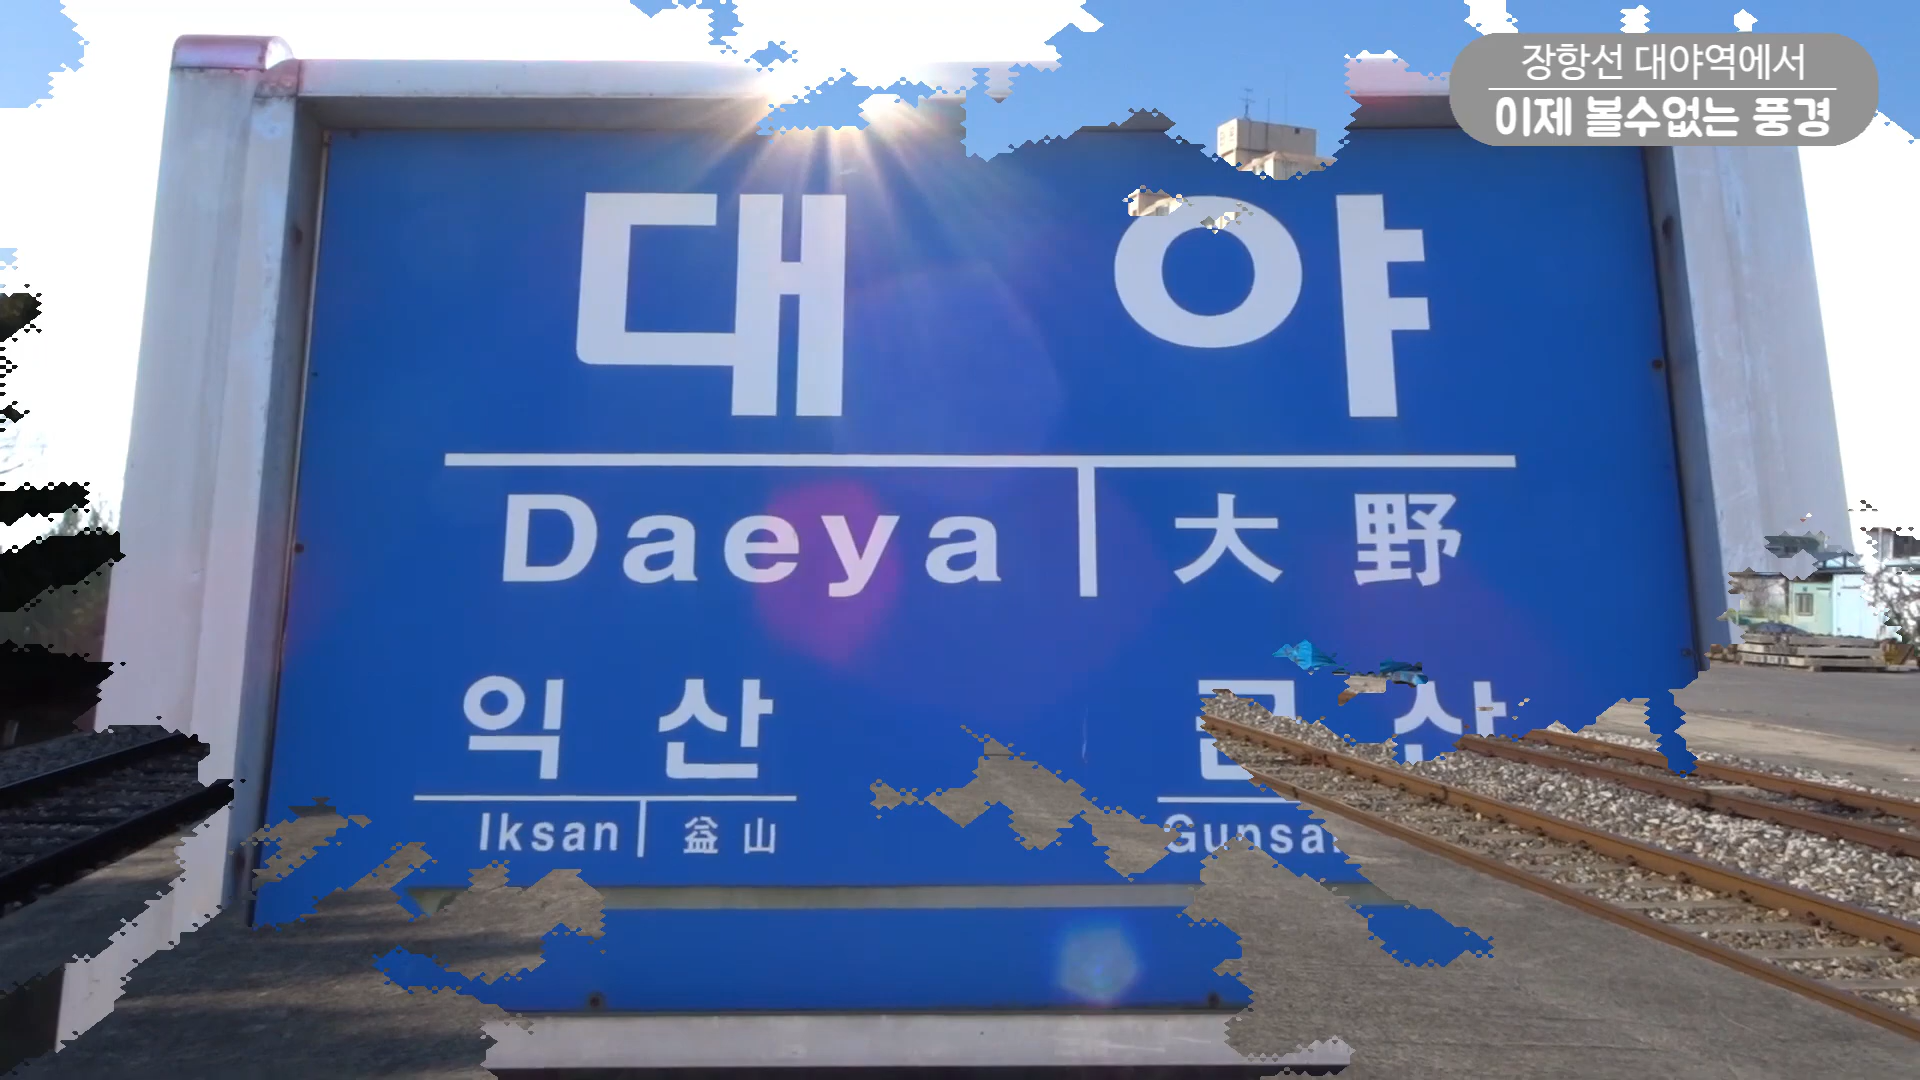 장항선 대야역에서
이제 볼수없는 풍경
대 야
Daeya 大野
익 산
Iksan 益山